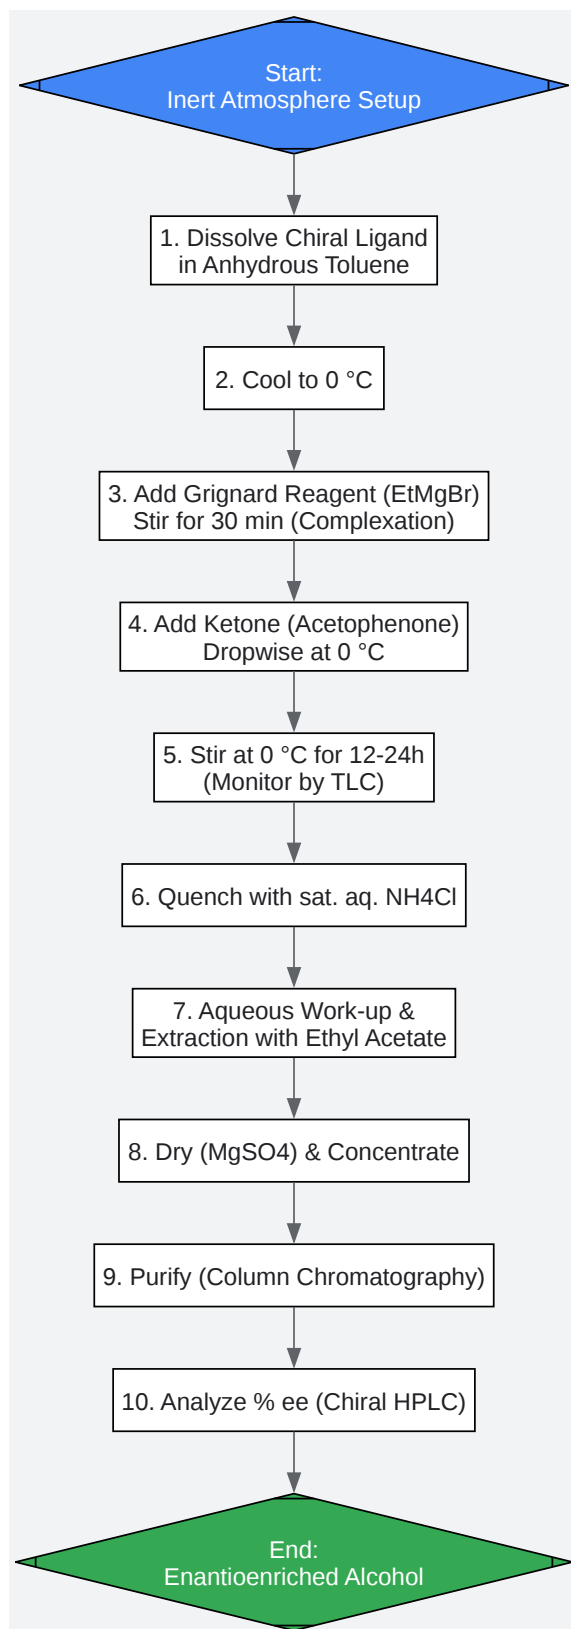 Start:
Inert Atmosphere Setup
1. Dissolve Chiral Ligand
in Anhydrous Toluene
2. Cool to 0 °C
3. Add Grignard Reagent (EtMgBr)
Stir for 30 min (Complexation)
4. Add Ketone (Acetophenone)
Dropwise at 0 °C
5. Stir at 0 °C for 12-24h
(Monitor by TLC)
6. Quench with sat. aq. NH4Cl
7. Aqueous Work-up &
Extraction with Ethyl Acetate
8. Dry (MgSO4) & Concentrate
9. Purify (Column Chromatography)
10. Analyze % ee (Chiral HPLC)
End:
Enantioenriched Alcohol